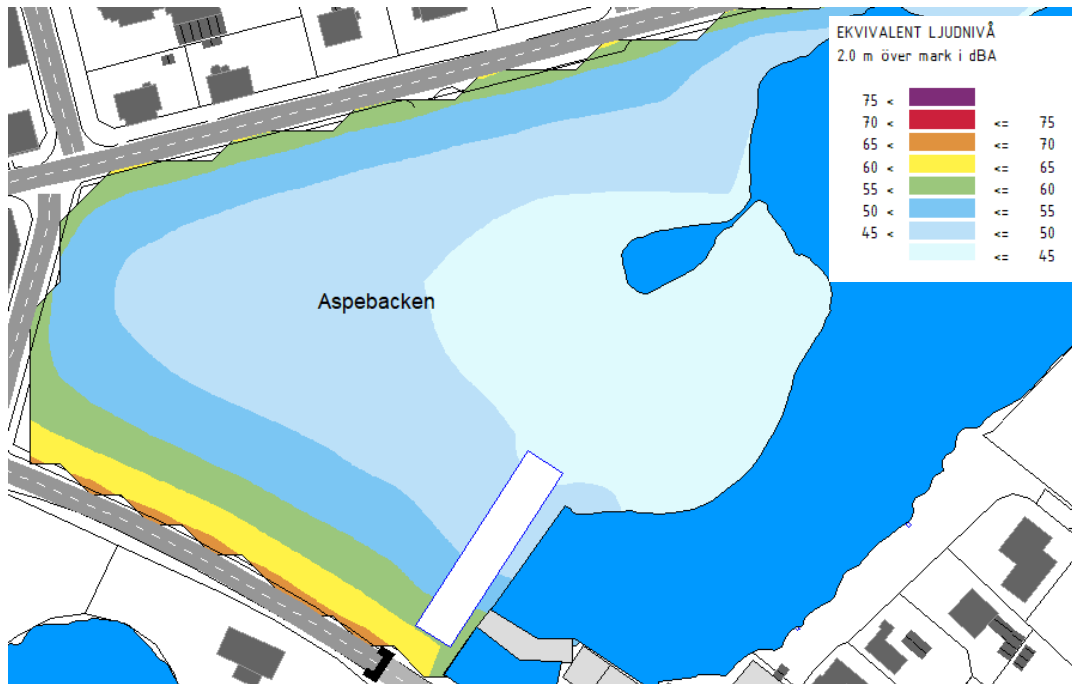 EKVIVALENT LJUDNIVÅ
2.0 m över mark i dBA
75 <
70 < <= 75
65 < <= 70
60 < <= 65
55 < <= 60
50 < <= 55
45 < <= 50
<= 45
Aspebacken